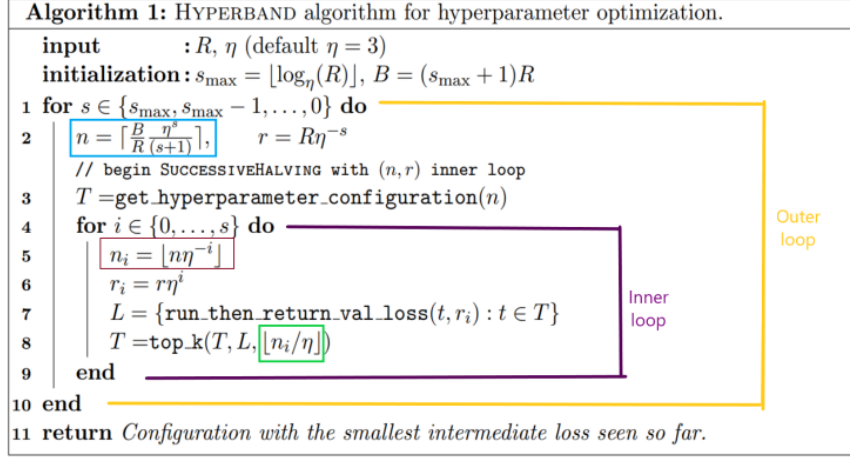 Algorithm 1: HYPERBAND algorithm for hyperparameter optimization.
input : R, η (default η = 3)
initialization: s_max = ⌊log_η(R)⌋, B = (s_max + 1)R
1 for s ∈ {s_max, s_max − 1, . . . , 0} do
2 n = ⌈B/R η^s/(s+1)⌉, r = Rη^−s
// begin SUCCESSIVEHALVING with (n, r) inner loop
3 T =get_hyperparameter_configuration(n)
4 for i ∈ {0, . . . , s} do
5 n_i = ⌊nη^−i⌋
6 r_i = rη^i
7 L = {run_then_return_val_loss(t, r_i) : t ∈ T}
8 T =top_k(T, L, ⌊n_i/η⌋)
9 end
10 end
11 return Configuration with the smallest intermediate loss seen so far.
Inner
loop
Outer
loop